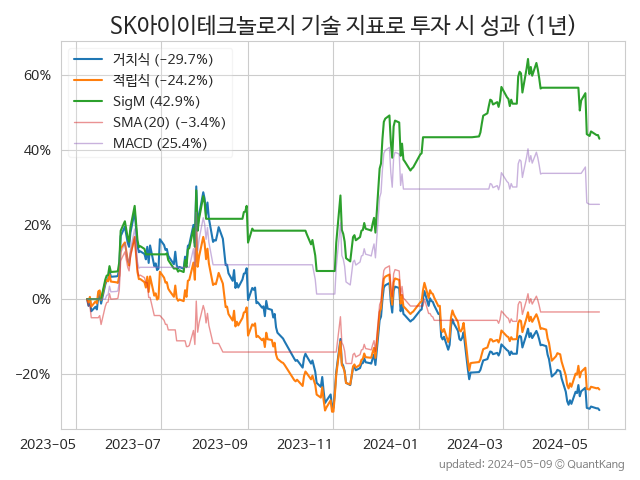 SK아이이테크놀로지 기술 지표로 투자 시 성과 (1년)
거치식 (−29.7%)
적립식 (−24.2%)
SigM (42.9%)
SMA(20) (−3.4%)
MACD (25.4%)
60%
40%
20%
0%
−20%
2023-05 2023-07 2023-09 2023-11 2024-01 2024-03 2024-05
updated: 2024-05-09 © QuantKang